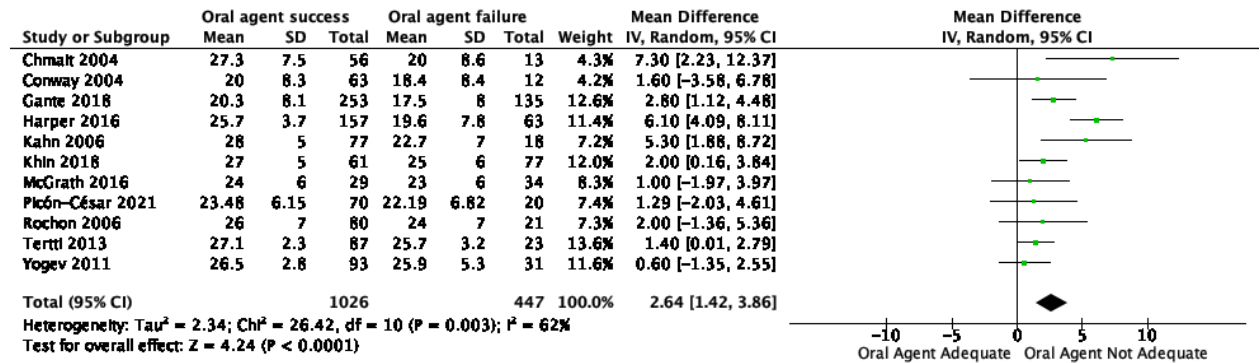 Oral agent success Oral agent failure Mean Difference Mean Difference
Study or Subgroup Mean SD Total Mean SD Total Weight IV, Random, 95% CI IV, Random, 95% CI
Chmait 2004 27.3 7.5 56 20 8.6 13 4.3% 7.30 [2.23, 12.37]
Conway 2004 20 8.3 63 18.4 8.4 12 4.2% 1.60 [−3.58, 6.78]
Gante 2018 20.3 8.1 253 17.5 8 135 12.6% 2.80 [1.12, 4.48]
Harper 2016 25.7 3.7 157 19.6 7.8 63 11.4% 6.10 [4.09, 8.11]
Kahn 2006 28 5 77 22.7 7 18 7.2% 5.30 [1.88, 8.72]
Khin 2018 27 5 61 25 6 77 12.0% 2.00 [0.16, 3.84]
McGrath 2016 24 6 29 23 6 34 8.3% 1.00 [−1.97, 3.97]
Picón–César 2021 23.48 6.15 70 22.19 6.82 20 7.4% 1.29 [−2.03, 4.61]
Rochon 2006 26 7 80 24 7 21 7.3% 2.00 [−1.36, 5.36]
Tertti 2013 27.1 2.3 87 25.7 3.2 23 13.6% 1.40 [0.01, 2.79]
Yogev 2011 26.5 2.8 93 25.9 5.3 31 11.6% 0.60 [−1.35, 2.55]
Total (95% CI) 1026 447 100.0% 2.64 [1.42, 3.86]
Heterogeneity: Tau² = 2.34; Chi² = 26.42, df = 10 (P = 0.003); I² = 62%
Test for overall effect: Z = 4.24 (P < 0.0001)
−10 −5 0 5 10
Oral Agent Adequate Oral Agent Not Adequate